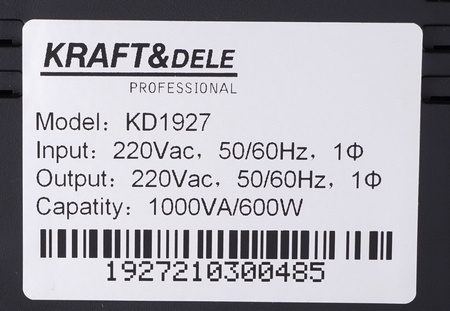 KRAFT&DELE
PROFESSIONAL
Model： KD1927
Input： 220Vac， 50/60Hz， 1Φ
Output： 220Vac， 50/60Hz， 1Φ
Capatity： 1000VA/600W
1927210300485